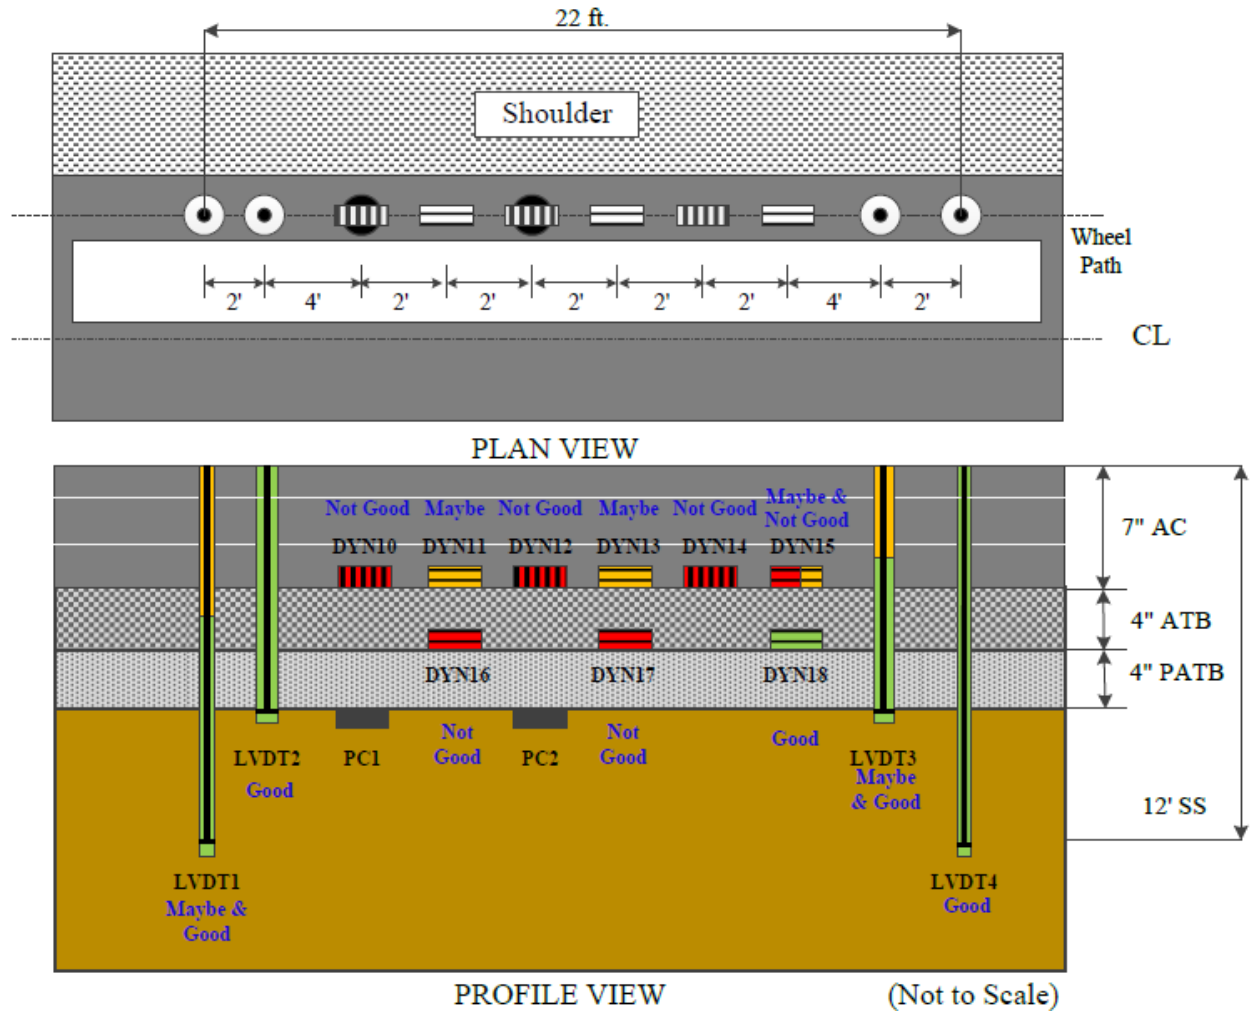 22 ft.
Shoulder
Wheel
Path
2' 4' 2' 2' 2' 2' 2' 4' 2'
CL
PLAN VIEW
Not Good Maybe Not Good Maybe Not Good Maybe &
Not Good
DYN10 DYN11 DYN12 DYN13 DYN14 DYN15
7" AC
4" ATB
4" PATB
DYN16 DYN17 DYN18
Not
Good
Not
Good
Good
LVDT2 PC1 PC2 LVDT3
Good
Maybe
& Good
12' SS
LVDT1
Maybe &
Good
LVDT4
Good
PROFILE VIEW
(Not to Scale)